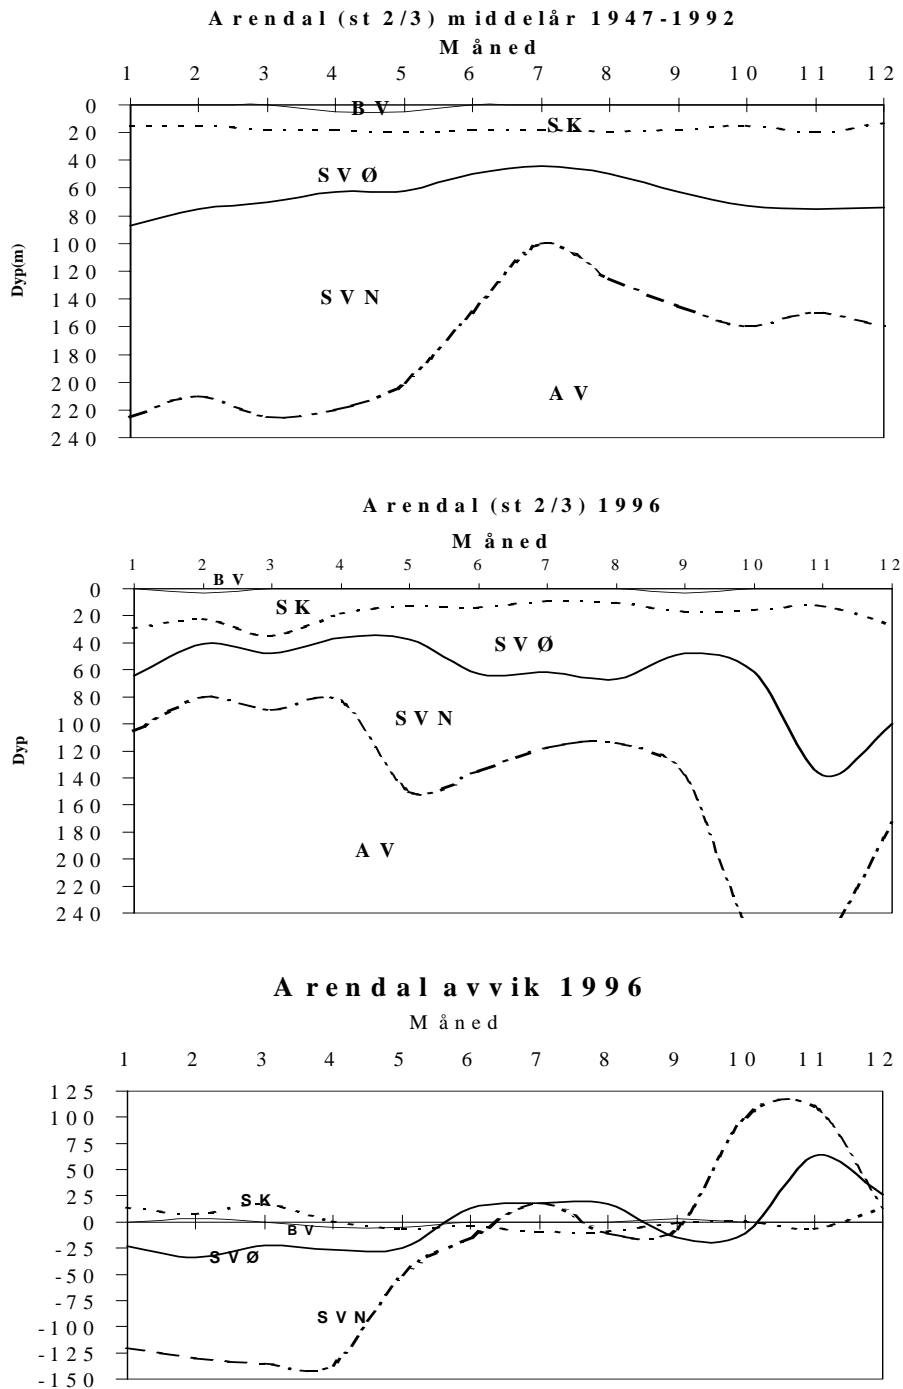 Arendal (st 2/3) middelår 1947-1992
Måned
1 2 3 4 5 6 7 8 9 10 11 12
0
BV
SK
20
40
SVØ
60
80
100
Dyp(m)
120
SVN
140
160
180
200
AV
220
240
Arendal (st 2/3) 1996
Måned
1 2 3 4 5 6 7 8 9 10 11 12
BV
0
SK
20
40
SVØ
60
80
SVN
100
Dyp
120
140
160
180
AV
200
220
240
Arendal avvik 1996
Måned
1 2 3 4 5 6 7 8 9 10 11 12
125
100
75
50
25
SK
0
BV
-25
SVØ
-50
-75
SVN
-100
-125
-150